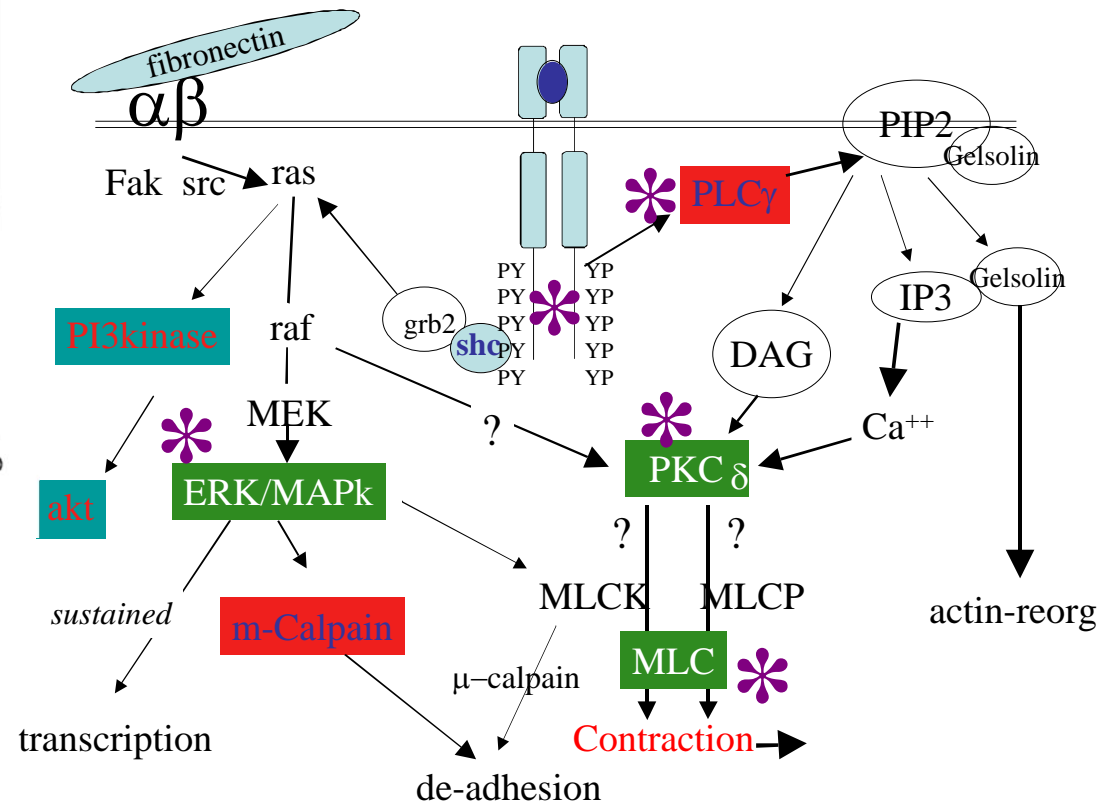 fibronectin
αβ
PIP2
Gelsolin
Fak src
ras
PLCγ
PY YP
PY YP
PY YP
PY YP
PY YP
grb2
shc
IP3
Gelsolin
PI3kinase
raf
DAG
MEK
?
Ca++
akt
ERK/MAPk
PKC δ
? ?
sustained
m-Calpain
MLCK
MLCP
actin-reorg
MLC
μ–calpain
transcription
Contraction
de-adhesion